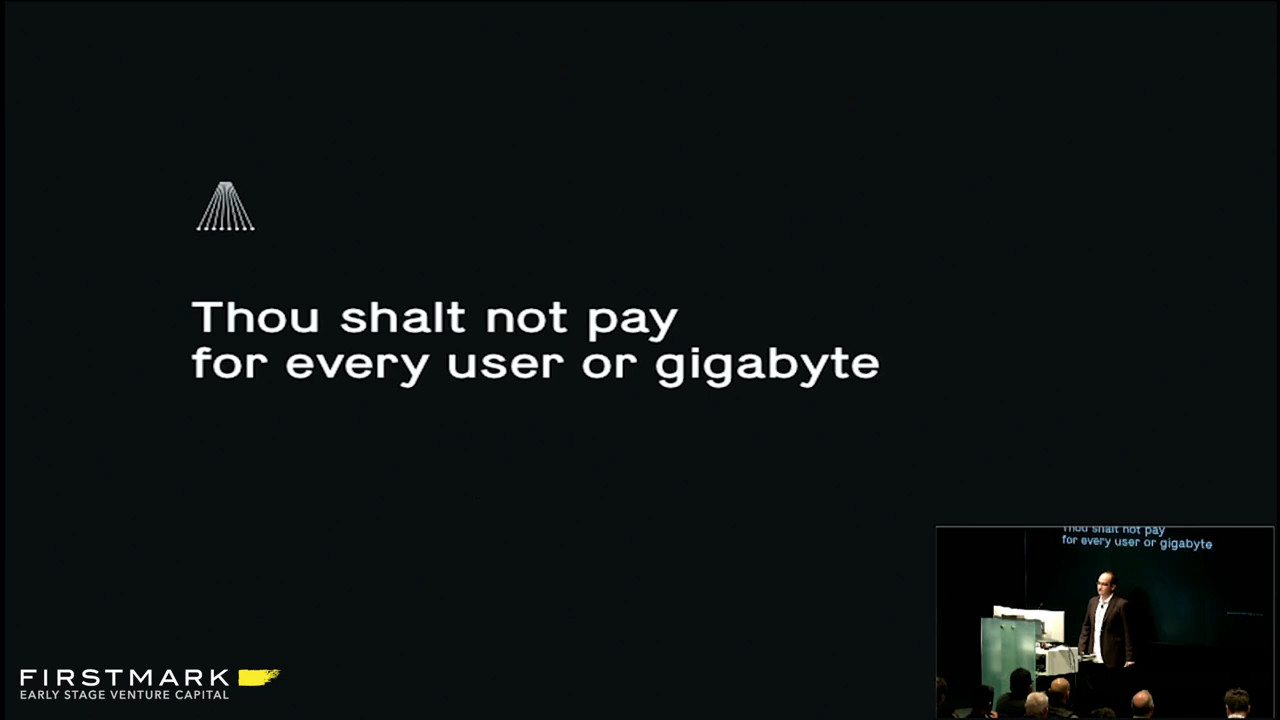 Thou shalt not pay
for every user or gigabyte
Thou shalt not pay
for every user or gigabyte
FIRSTMARK
EARLY STAGE VENTURE CAPITAL